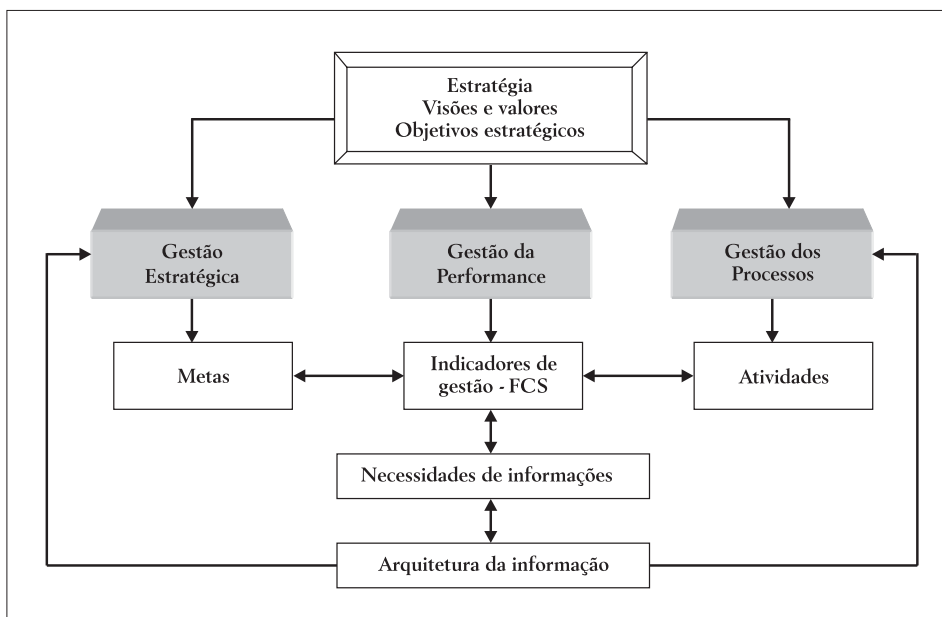 Estratégia
Visões e valores
Objetivos estratégicos
Gestão
Estratégica
Gestão da
Performance
Gestão dos
Processos
Metas
Indicadores de
gestão - FCS
Atividades
Necessidades de informações
Arquitetura da informação